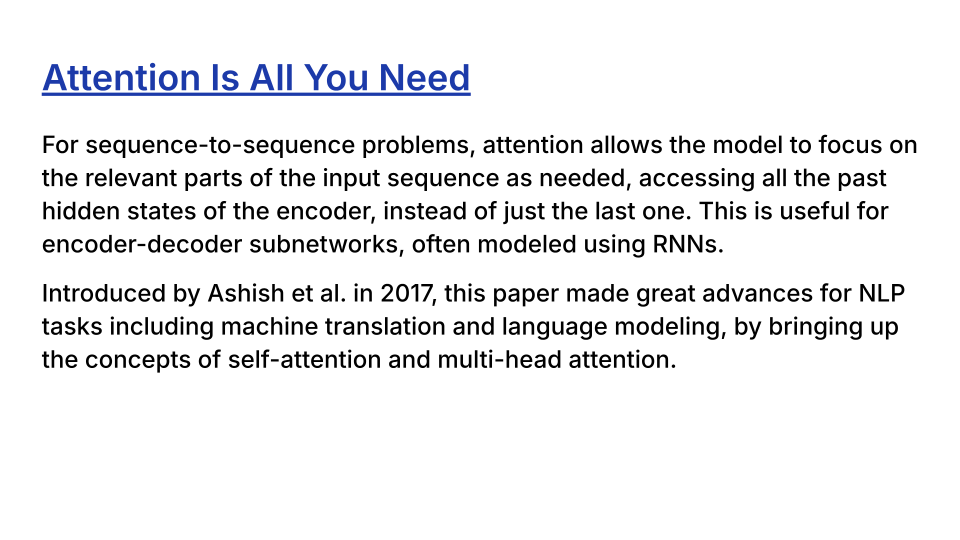 Attention Is All You Need
For sequence-to-sequence problems, attention allows the model to focus on
the relevant parts of the input sequence as needed, accessing all the past
hidden states of the encoder, instead of just the last one. This is useful for
encoder-decoder subnetworks, often modeled using RNNs.
Introduced by Ashish et al. in 2017, this paper made great advances for NLP
tasks including machine translation and language modeling, by bringing up
the concepts of self-attention and multi-head attention.